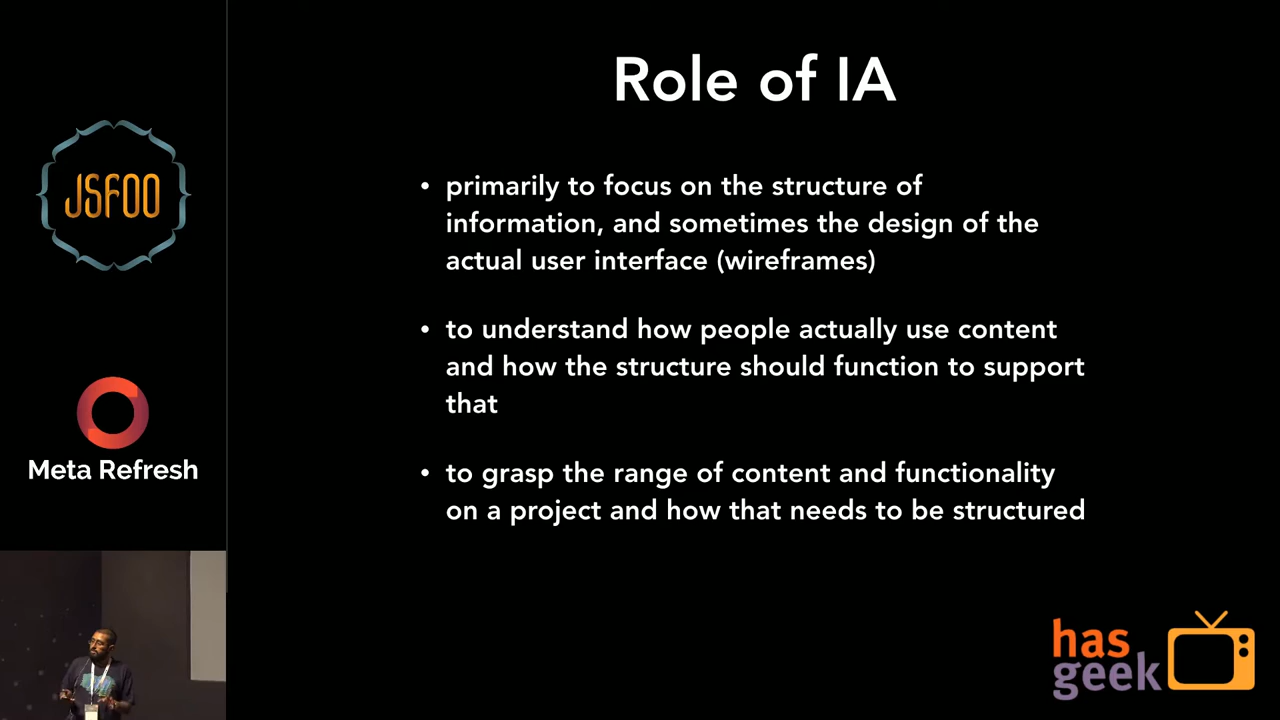 Role of IA
JSFOO
• primarily to focus on the structure of
information, and sometimes the design of the
actual user interface (wireframes)
• to understand how people actually use content
and how the structure should function to support
that
Meta Refresh
• to grasp the range of content and functionality
on a project and how that needs to be structured
has
geek